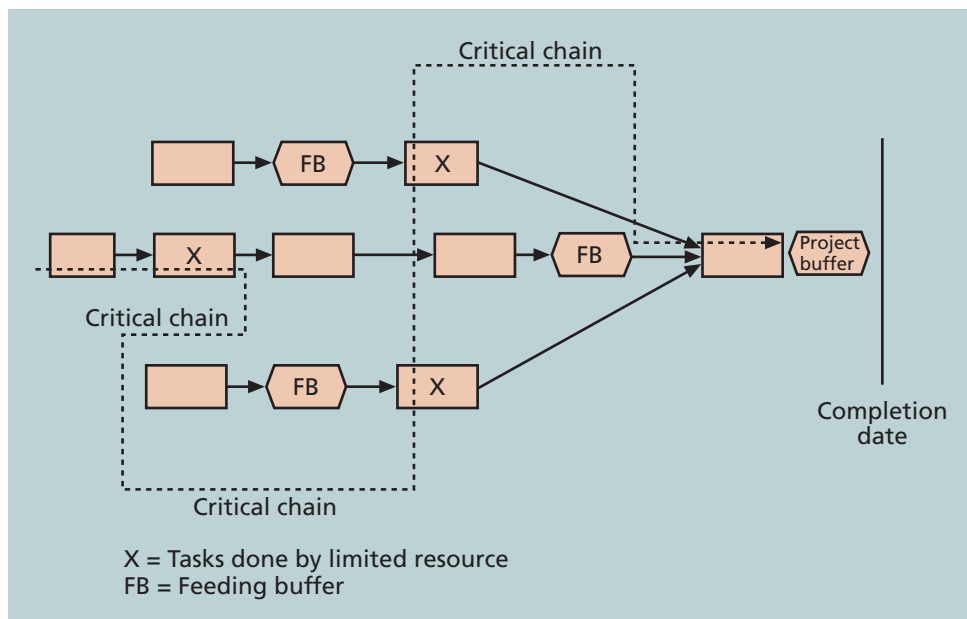 Critical chain
FB
X
X
FB
Project
buffer
Critical chain
FB
X
Completion
date
Critical chain
X = Tasks done by limited resource
FB = Feeding buffer